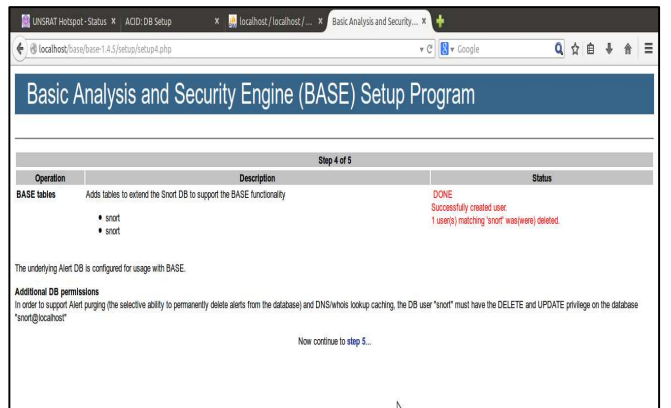 UNSRAT Hotspot - Status ×
ACID: DB Setup ×
localhost / localhost / ... ×
Basic Analysis and Security... ×
localhost/base/base-1.4.5/setup/setup4.php
Google
Basic Analysis and Security Engine (BASE) Setup Program
Step 4 of 5
Operation Description Status
BASE tables Adds tables to extend the Snort DB to support the BASE functionality DONE
Successfully created user.
• snort 1 user(s) matching 'snort' was(were) deleted.
• snort
The underlying Alert DB is configured for usage with BASE.
Additional DB permissions
In order to support Alert purging (the selective ability to permanently delete alerts from the database) and DNS/whois lookup caching, the DB user "snort" must have the DELETE and UPDATE privilege on the database
"snort@localhost"
Now continue to step 5...